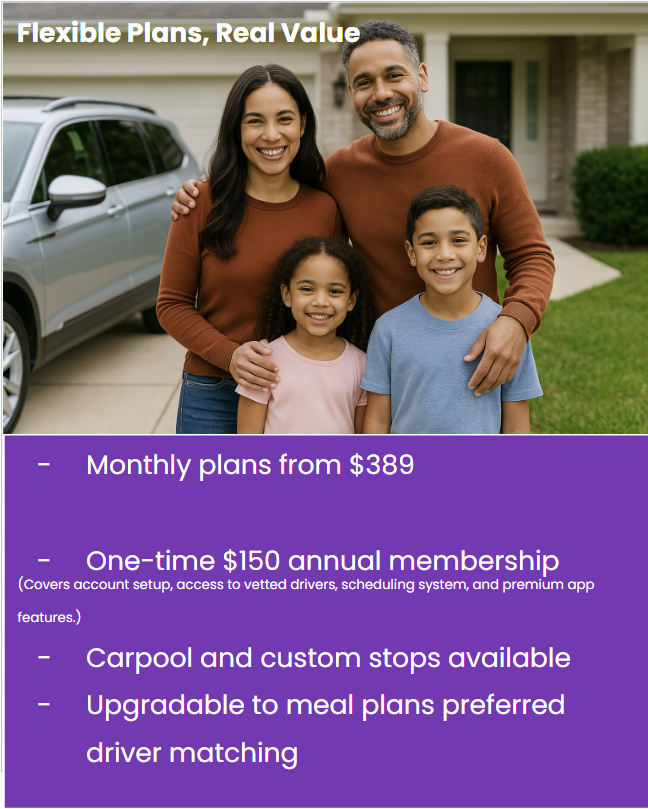 Flexible Plans, Real Value
- Monthly plans from $389
- One-time $150 annual membership
(Covers account setup, access to vetted drivers, scheduling system, and premium app
features.)
- Carpool and custom stops available
- Upgradable to meal plans preferred
driver matching